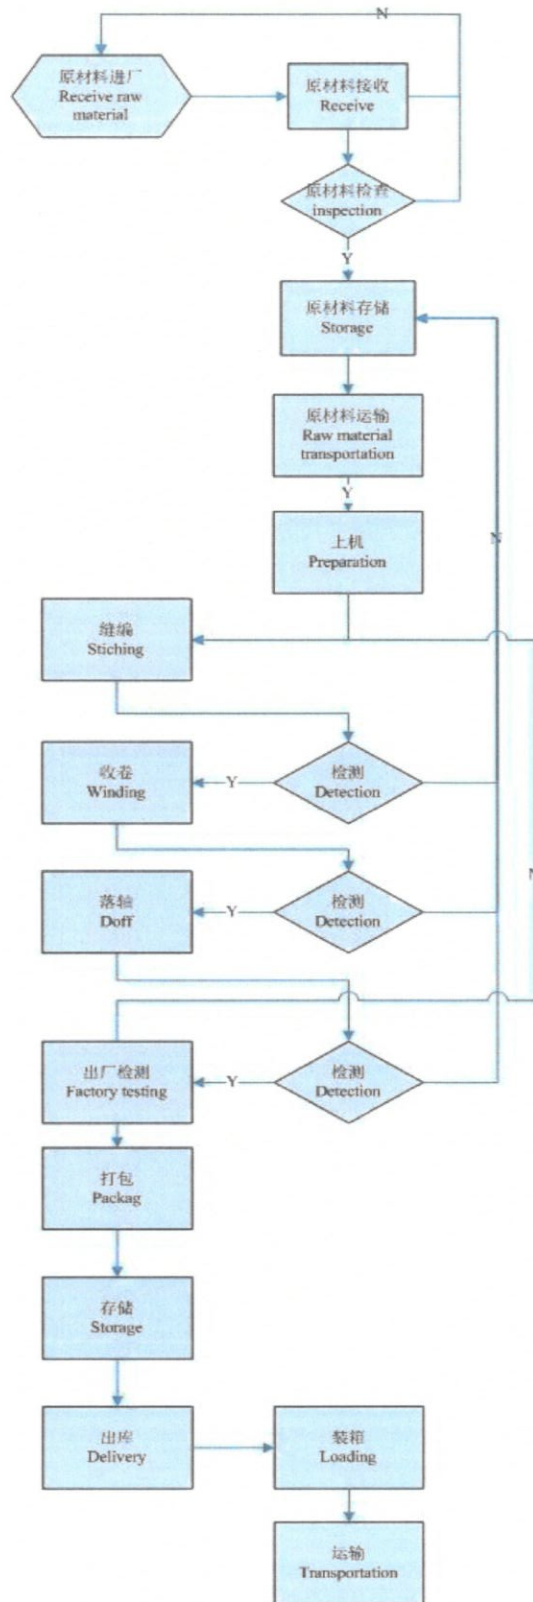 N
原材料进厂
Receive raw
material
原材料接收
Receive
原材料检查
inspection
Y
原材料存储
Storage
原材料运输
Raw material
transportation
Y
上机
Preparation
N
缝编
Stiching
收卷
Winding
Y
检测
Detection
落轴
Doff
Y
检测
Detection
出厂检测
Factory testing
Y
检测
Detection
打包
Packag
存储
Storage
出库
Delivery
装箱
Loading
运输
Transportation